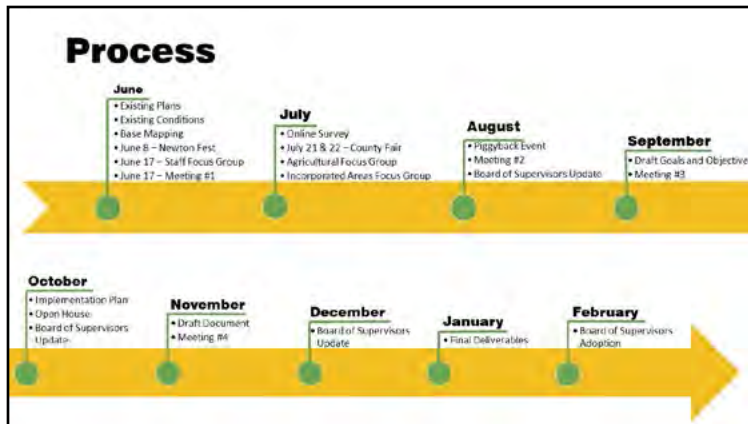 Process
June
• Existing Plans
• Existing Conditions
• Base Mapping
• June 8 – Newton Fest
• June 17 – Staff Focus Group
• June 17 – Meeting #1
July
• Online Survey
• July 21 & 22 – County Fair
• Agricultural Focus Group
• Incorporated Areas Focus Group
August
• Piggyback Event
• Meeting #2
• Board of Supervisors Update
September
• Draft Goals and Objective
• Meeting #3
October
• Implementation Plan
• Open House
• Board of Supervisors
Update
November
• Draft Document
• Meeting #4
December
• Board of Supervisors
Update
January
• Final Deliverables
February
• Board of Supervisors
Adoption